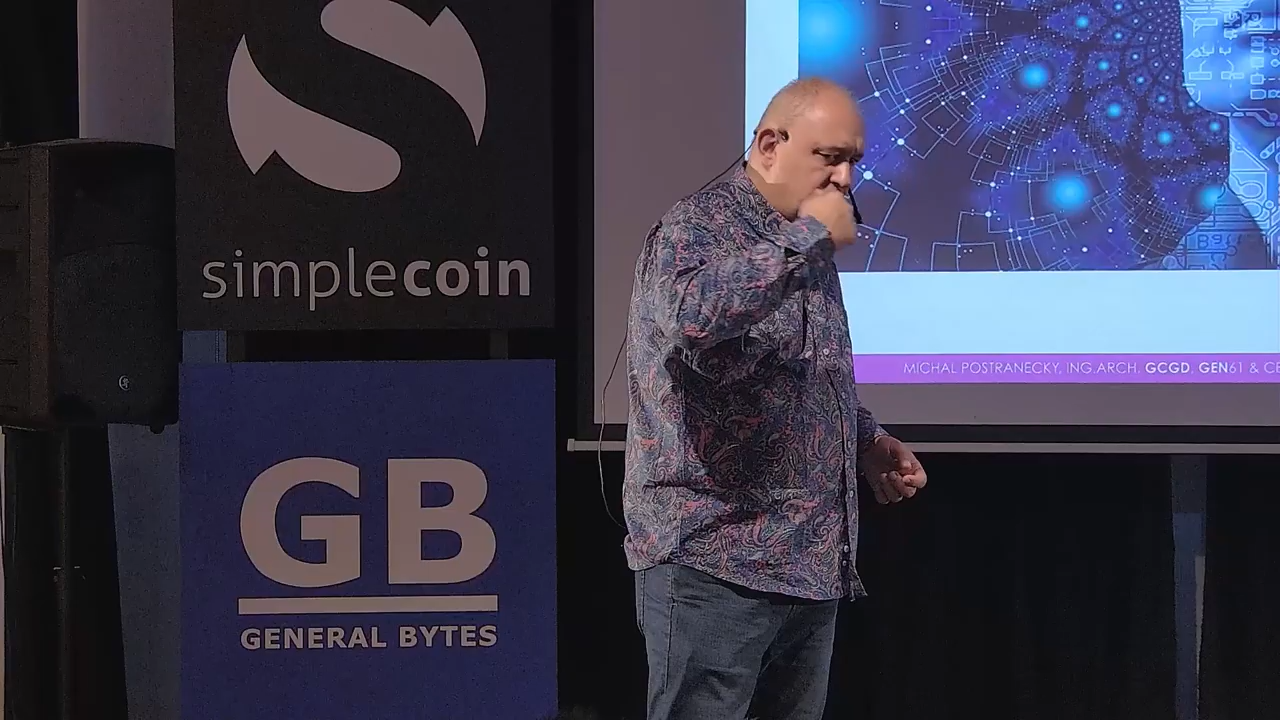 simplecoin
GB
GENERAL BYTES
MICHAL POSTRANECKY, ING.ARCH, GCGD, GEN61 & CE